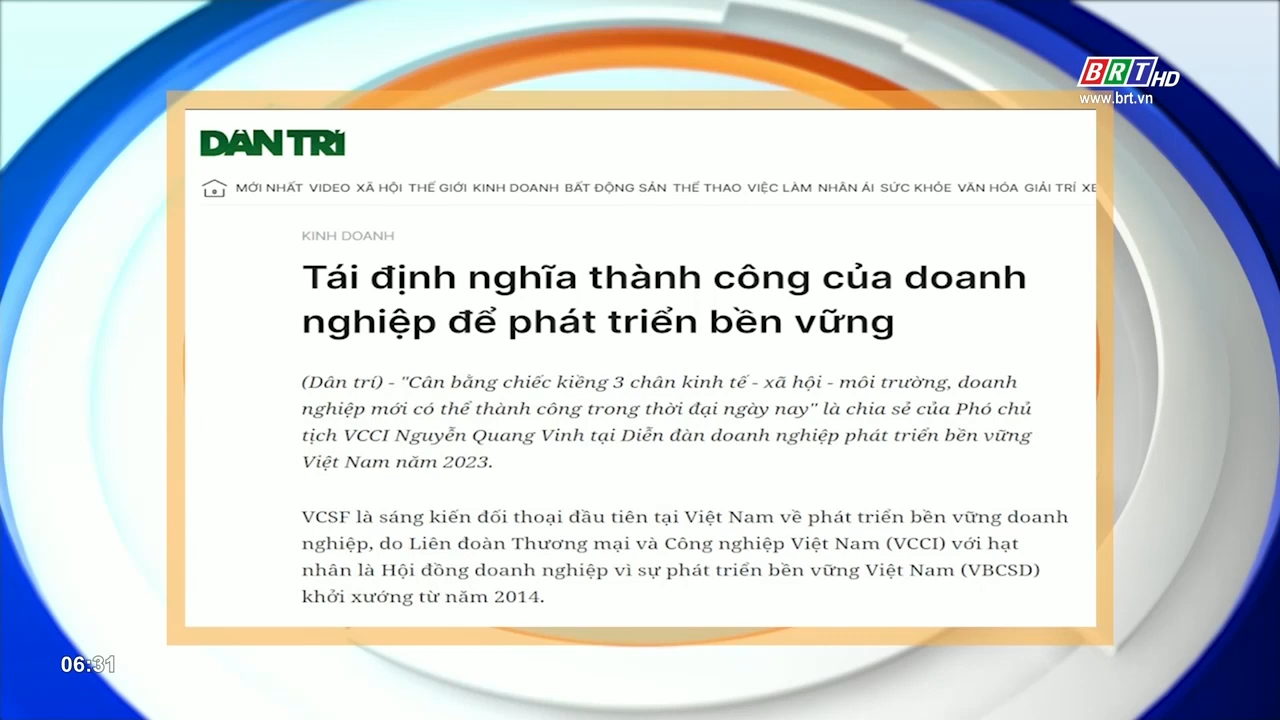 BRT HD
www.brt.vn
DÂN TRÍ
MỚI NHẤT VIDEO XÃ HỘI THẾ GIỚI KINH DOANH BẤT ĐỘNG SẢN THỂ THAO VIỆC LÀM NHÂN ÁI SỨC KHỎE VĂN HÓA GIẢI TRÍ
KINH DOANH
Tái định nghĩa thành công của doanh
nghiệp để phát triển bền vững
(Dân trí) - "Cân bằng chiếc kiềng 3 chân kinh tế - xã hội - môi trường, doanh
nghiệp mới có thể thành công trong thời đại ngày nay" là chia sẻ của Phó chủ
tịch VCCI Nguyễn Quang Vinh tại Diễn đàn doanh nghiệp phát triển bền vững
Việt Nam năm 2023.
VCSF là sáng kiến đối thoại đầu tiên tại Việt Nam về phát triển bền vững doanh
nghiệp, do Liên đoàn Thương mại và Công nghiệp Việt Nam (VCCI) với hạt
nhân là Hội đồng doanh nghiệp vì sự phát triển bền vững Việt Nam (VBCSD)
khởi xướng từ năm 2014.
06:31